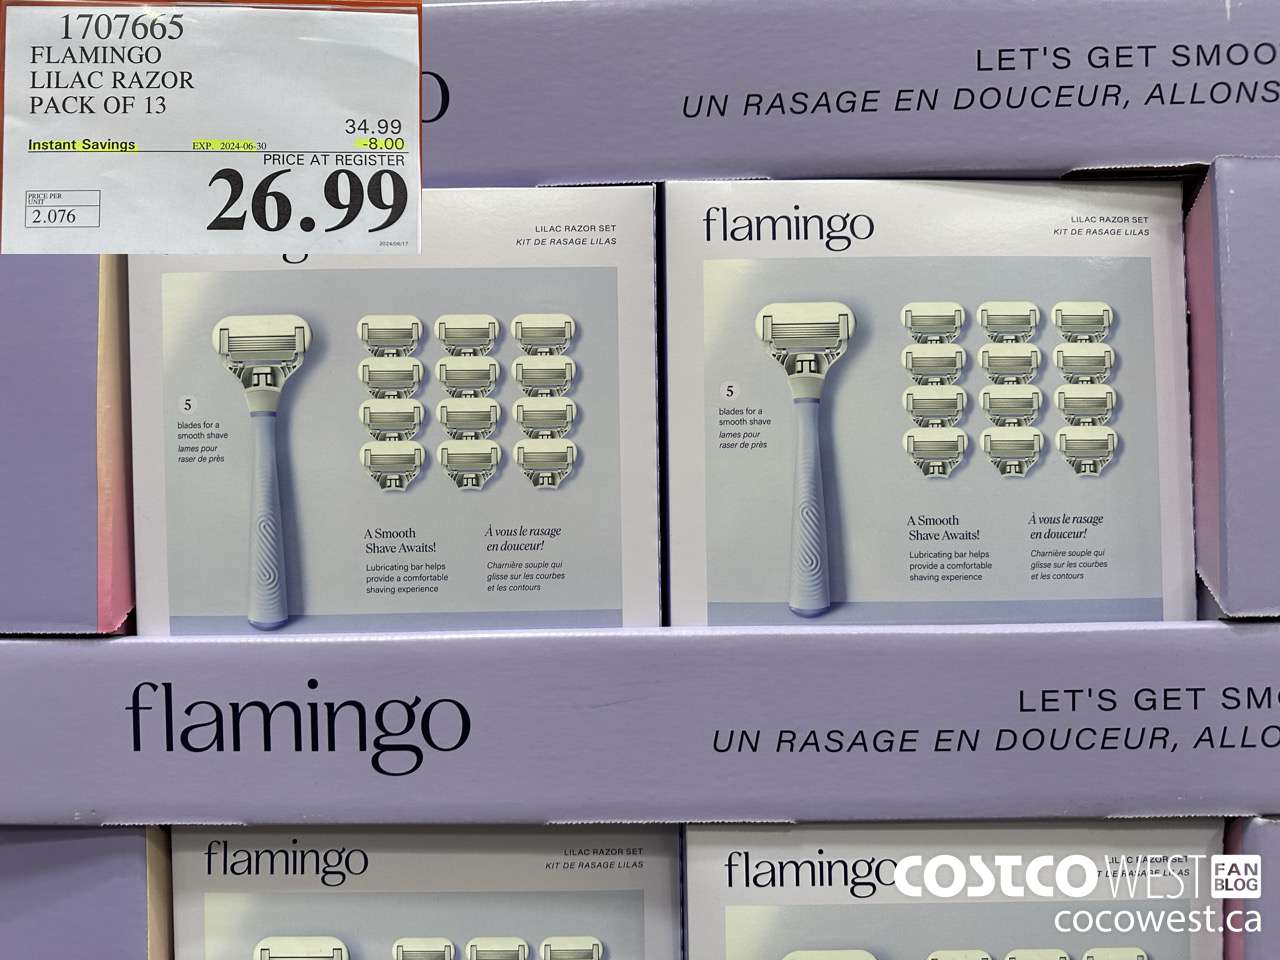 1707665
FLAMINGO
LILAC RAZOR
PACK OF 13
34.99
Instant Savings EXP. 2024-06-30 -8.00
PRICE AT REGISTER
26.99
PRICE PER
UNIT
2.076
2024/06/17
LET'S GET SMOO
UN RASAGE EN DOUCEUR, ALLONS
LILAC RAZOR SET
KIT DE RASAGE LILAS
5
blades for a
smooth shave
lames pour
raser de près
A Smooth
Shave Awaits!
Lubricating bar helps
provide a comfortable
shaving experience
À vous le rasage
en douceur!
Charnière souple qui
glisse sur les courbes
et les contours
flamingo
LILAC RAZOR SET
KIT DE RASAGE LILAS
5
blades for a
smooth shave
lames pour
raser de près
A Smooth
Shave Awaits!
Lubricating bar helps
provide a comfortable
shaving experience
À vous le rasage
en douceur!
Charnière souple qui
glisse sur les courbes
et les contours
flamingo
LET'S GET SM
UN RASAGE EN DOUCEUR, ALLO
flamingo
LILAC RAZOR SET
KIT DE RASAGE LILAS
flamingo
LILAC RAZOR SET
T DE RASAGE LILAS
COSTCO WEST FAN
BLOG
cocowest.ca